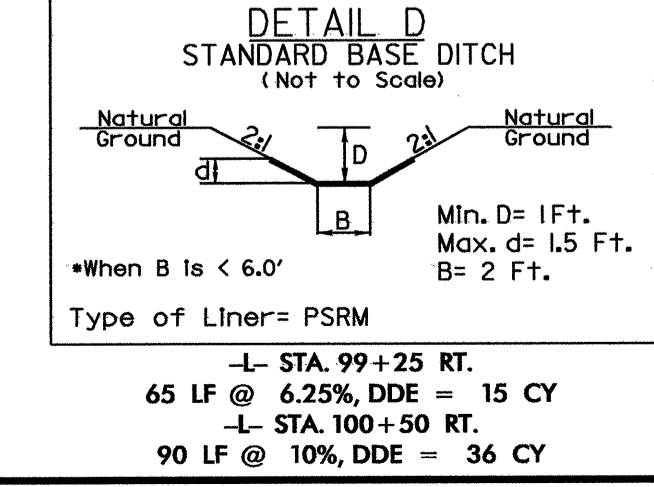 DETAIL D
STANDARD BASE DITCH
(Not to Scale)
Natural
Ground
2:1
2:1
Natural
Ground
D
d
B
Min. D= 1 Ft.
Max. d= 1.5 Ft.
B= 2 Ft.
*When B is < 6.0'
Type of Liner= PSRM
-L- STA. 99+25 RT.
65 LF @ 6.25%, DDE = 15 CY
-L- STA. 100+50 RT.
90 LF @ 10%, DDE = 36 CY